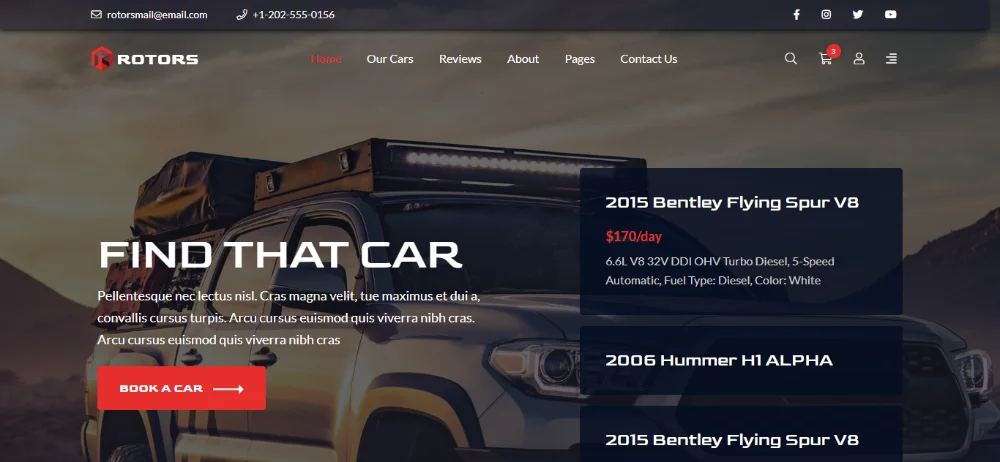 rotorsmail@email.com
+1-202-555-0156
ROTORS
Home
Our Cars
Reviews
About
Pages
Contact Us
3
FIND THAT CAR
Pellentesque nec lectus nisl. Cras magna velit, tue maximus et dui a,
convallis cursus turpis. Arcu cursus euismod quis viverra nibh cras.
Arcu cursus euismod quis viverra nibh cras
BOOK A CAR
2015 Bentley Flying Spur V8
$170/day
6.6L V8 32V DDI OHV Turbo Diesel, 5-Speed
Automatic, Fuel Type: Diesel, Color: White
2006 Hummer H1 ALPHA
2015 Bentley Flying Spur V8